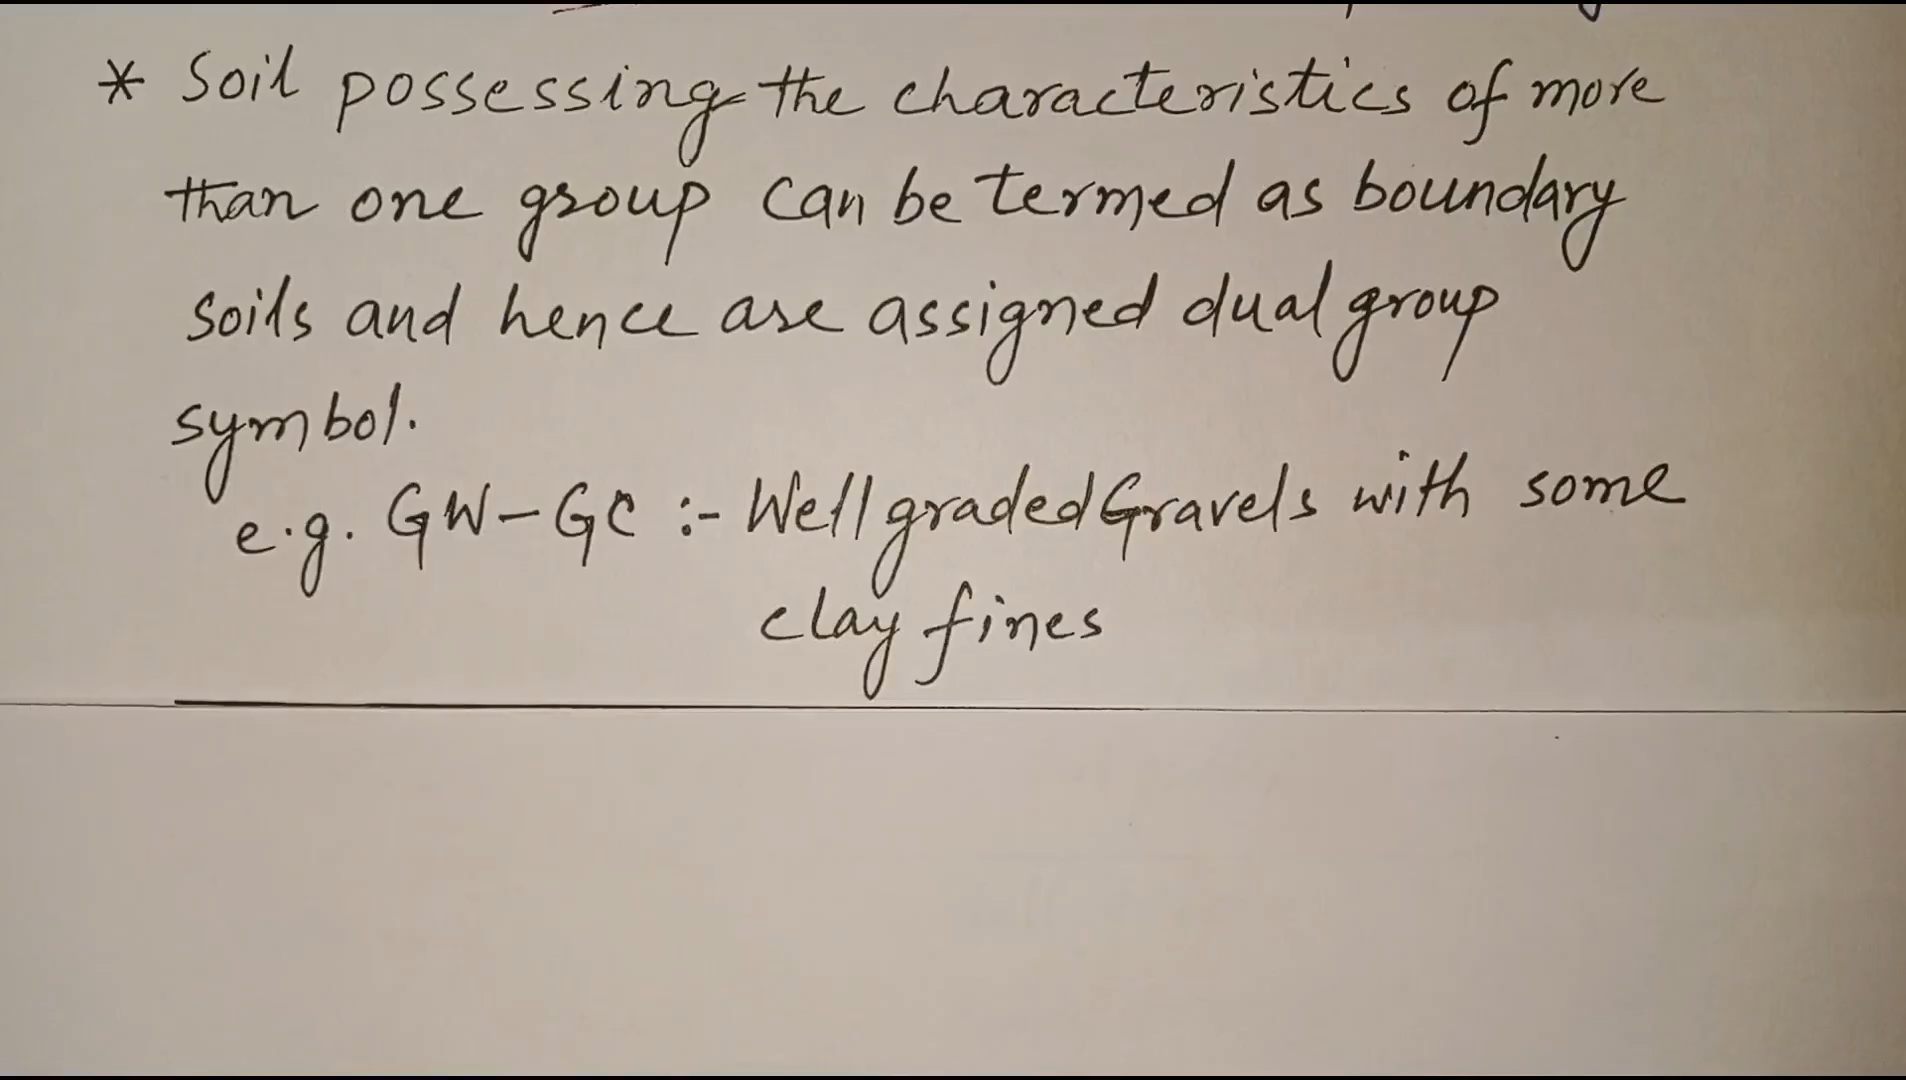 * Soil possessing the characteristics of more
than one group can be termed as boundary
soils and hence are assigned dual group
symbol.
e.g. GW-GC :- Well graded Gravels with some
clay fines